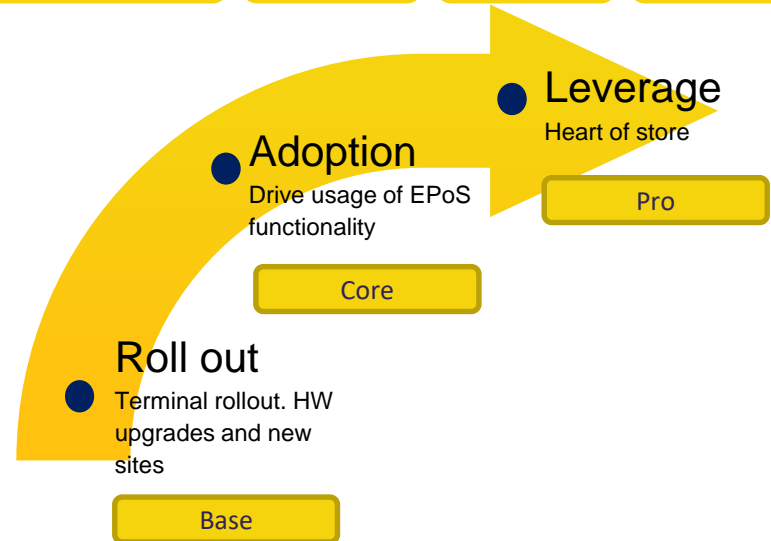 Leverage
Heart of store
Pro
Adoption
Drive usage of EPoS
functionality
Core
Roll out
Terminal rollout. HW
upgrades and new
sites
Base